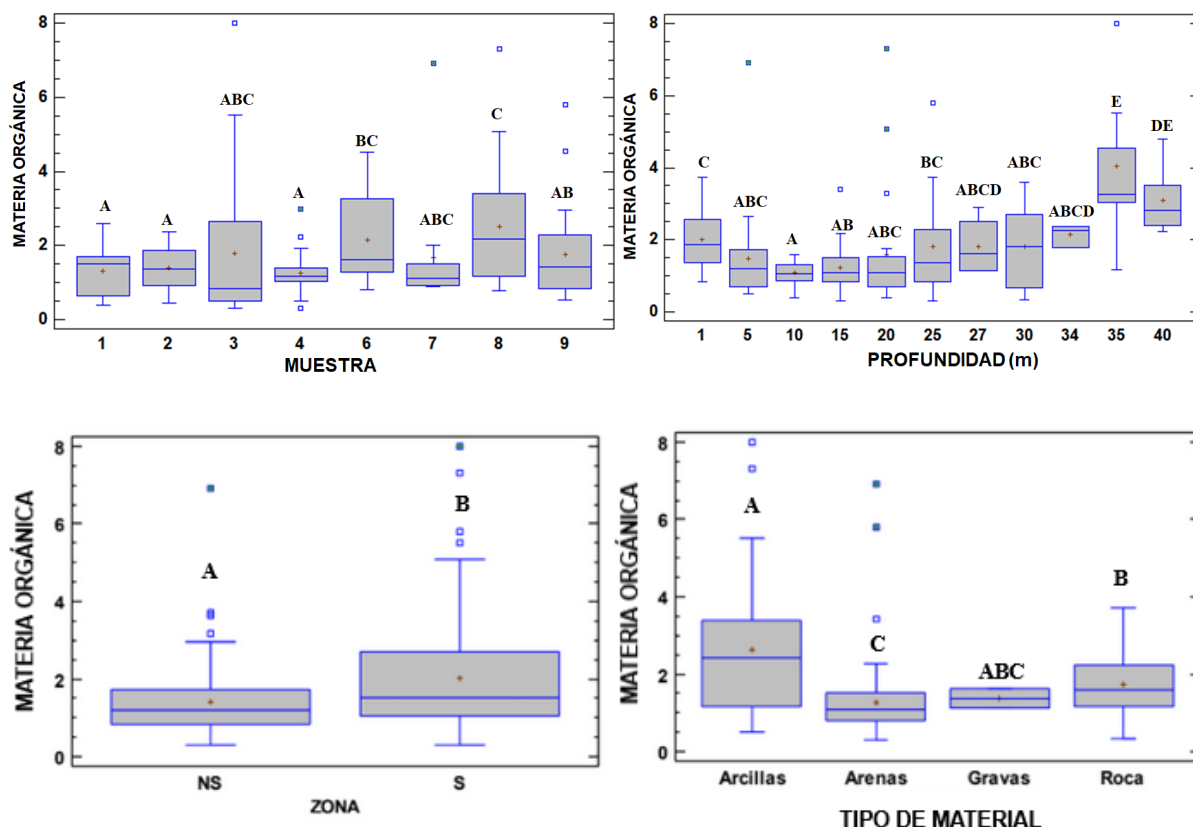 MATERIA ORGÁNICA
8
6
4
2
0
A
A
ABC
A
BC
ABC
C
AB
1 2 3 4 6 7 8 9
MUESTRA
MATERIA ORGÁNICA
8
6
4
2
0
C
ABC
A
AB
ABC
BC
ABCD
ABC
ABCD
E
DE
1 5 10 15 20 25 27 30 34 35 40
PROFUNDIDAD (m)
MATERIA ORGÁNICA
8
6
4
2
0
A
B
NS S
ZONA
MATERIA ORGÁNICA
8
6
4
2
0
A
C
ABC
B
Arcillas Arenas Gravas Roca
TIPO DE MATERIAL